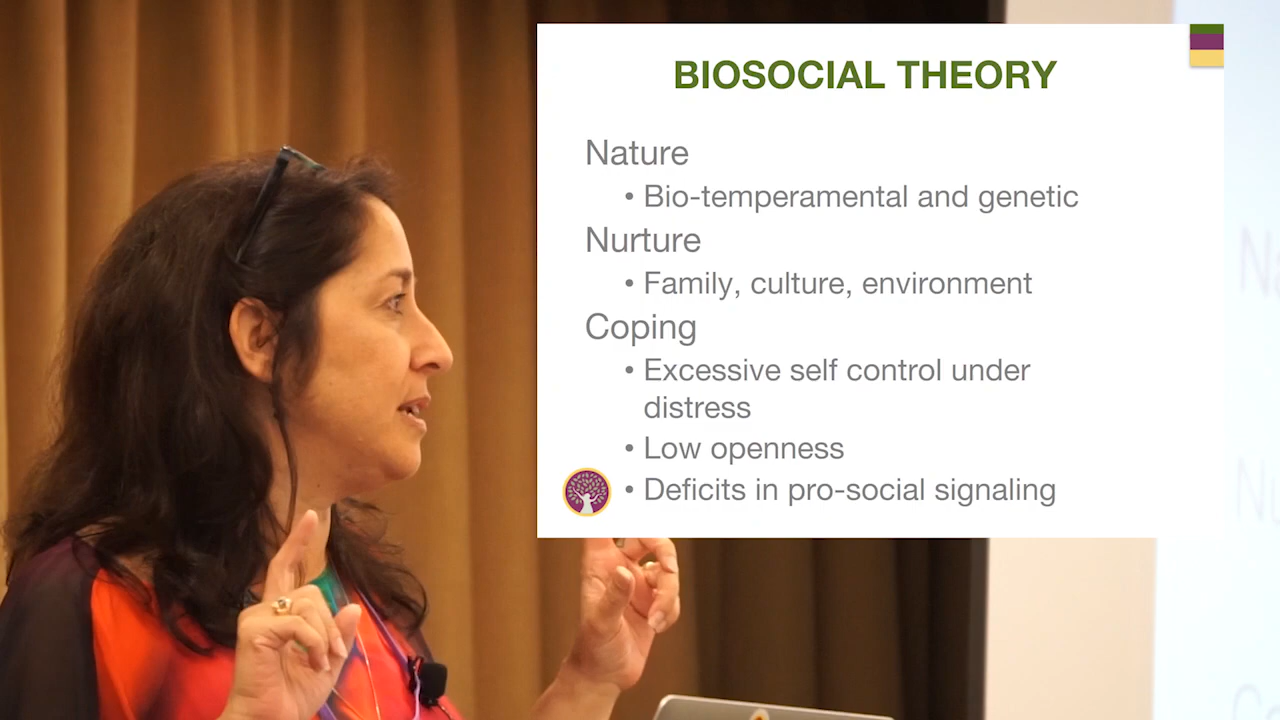 BIOSOCIAL THEORY
Nature
• Bio-temperamental and genetic
Nurture
• Family, culture, environment
Coping
• Excessive self control under
distress
• Low openness
• Deficits in pro-social signaling